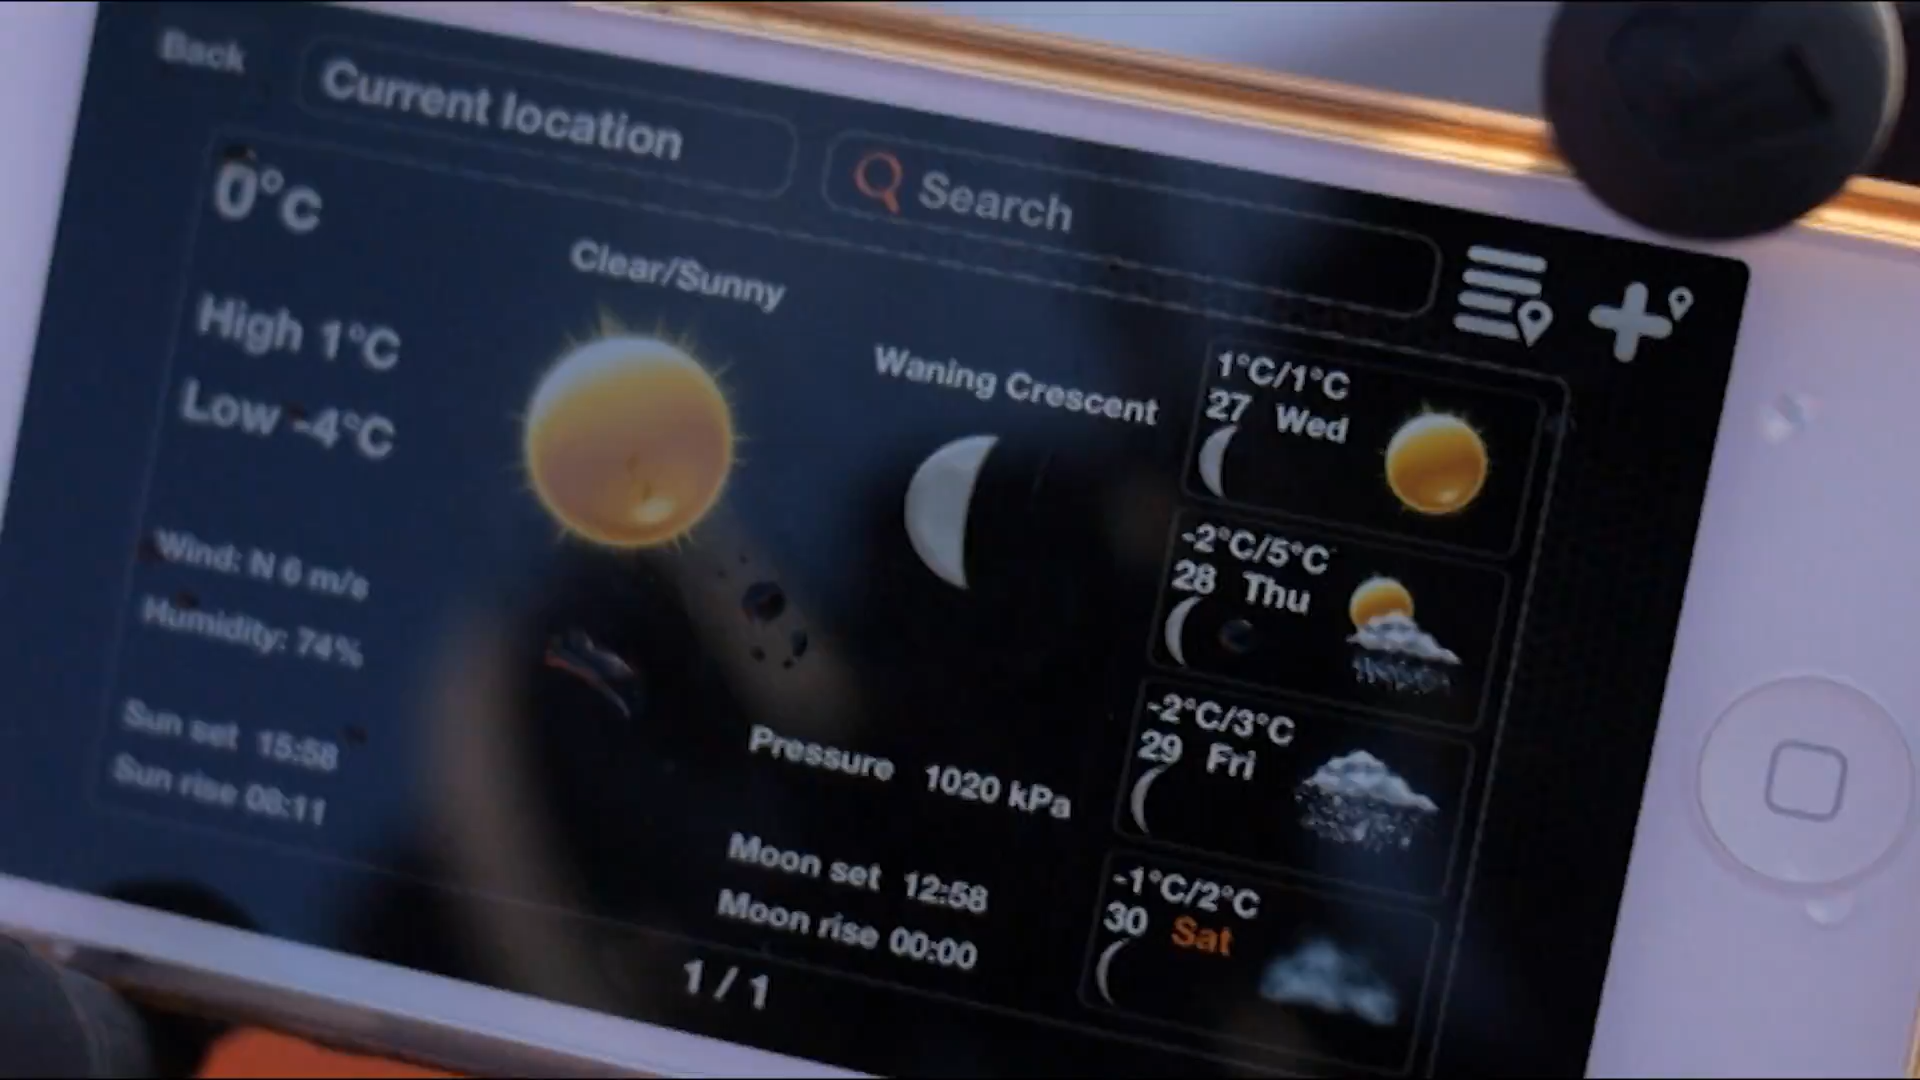 Back
Current location
Search
0°c
High 1°C
Low -4°C
Clear/Sunny
Waning Crescent
Wind: N 6 m/s
Humidity: 74%
Sun set 15:58
Sun rise 08:11
Pressure 1020 kPa
Moon set 12:58
Moon rise 00:00
1 / 1
1°C/1°C
27 Wed
-2°C/5°C
28 Thu
-2°C/3°C
29 Fri
-1°C/2°C
30 Sat